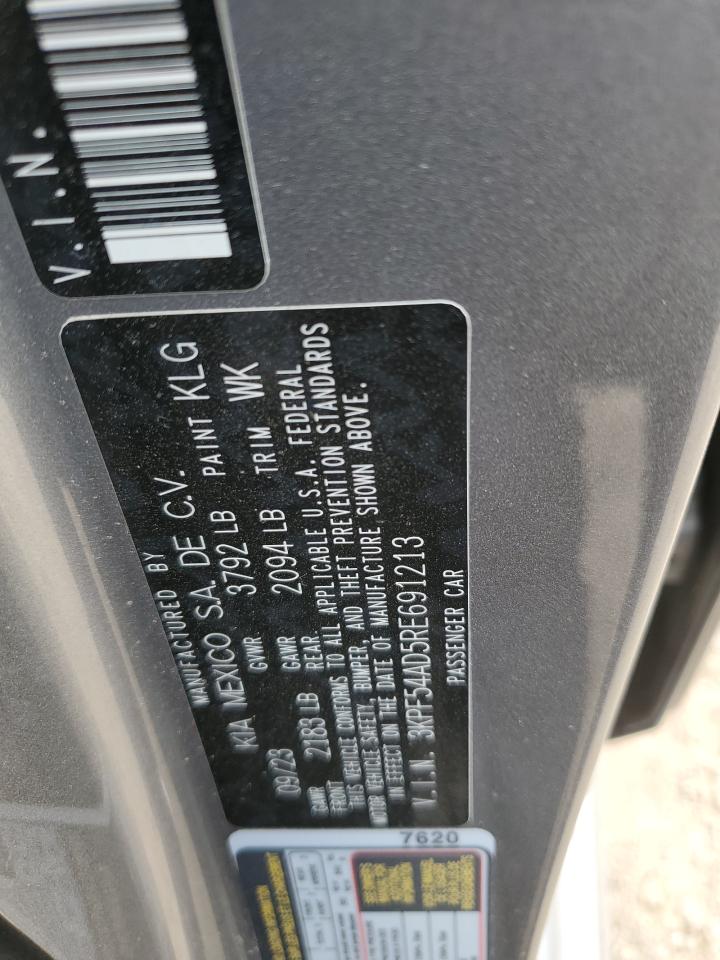 V.I.N.
MANUFACTURED BY
KIA MEXICO S.A. DE C.V.
09/23 GVWR 3792 LB PAINT KLG
GAWR 2183 LB GAWR 2094 LB TRIM WK
FRONT REAR
THIS VEHICLE CONFORMS TO ALL APPLICABLE U.S.A. FEDERAL
MOTOR VEHICLE SAFETY, BUMPER, AND THEFT PREVENTION STANDARDS
IN EFFECT ON THE DATE OF MANUFACTURE SHOWN ABOVE.
V.I.N. 3KPF54AD5RE691213
PASSENGER CAR
7620